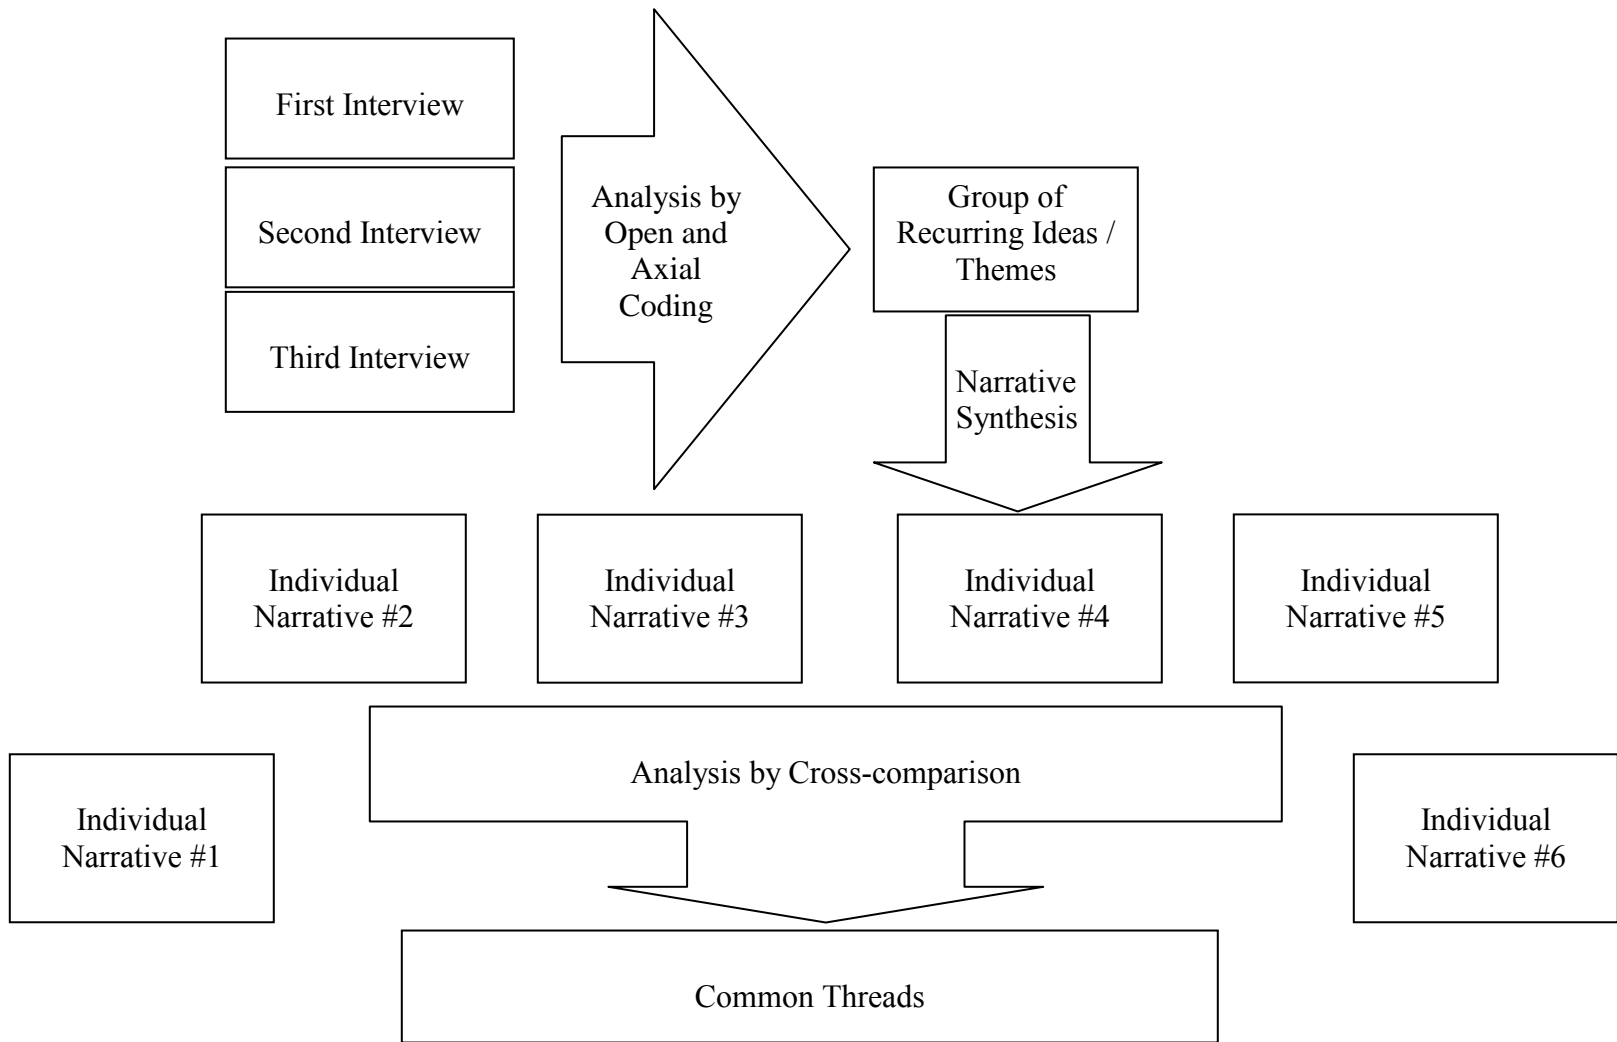 First Interview
Second Interview
Third Interview
Analysis by
Open and
Axial
Coding
Group of
Recurring Ideas /
Themes
Narrative
Synthesis
Individual
Narrative #2
Individual
Narrative #3
Individual
Narrative #4
Individual
Narrative #5
Analysis by Cross-comparison
Individual
Narrative #1
Individual
Narrative #6
Common Threads